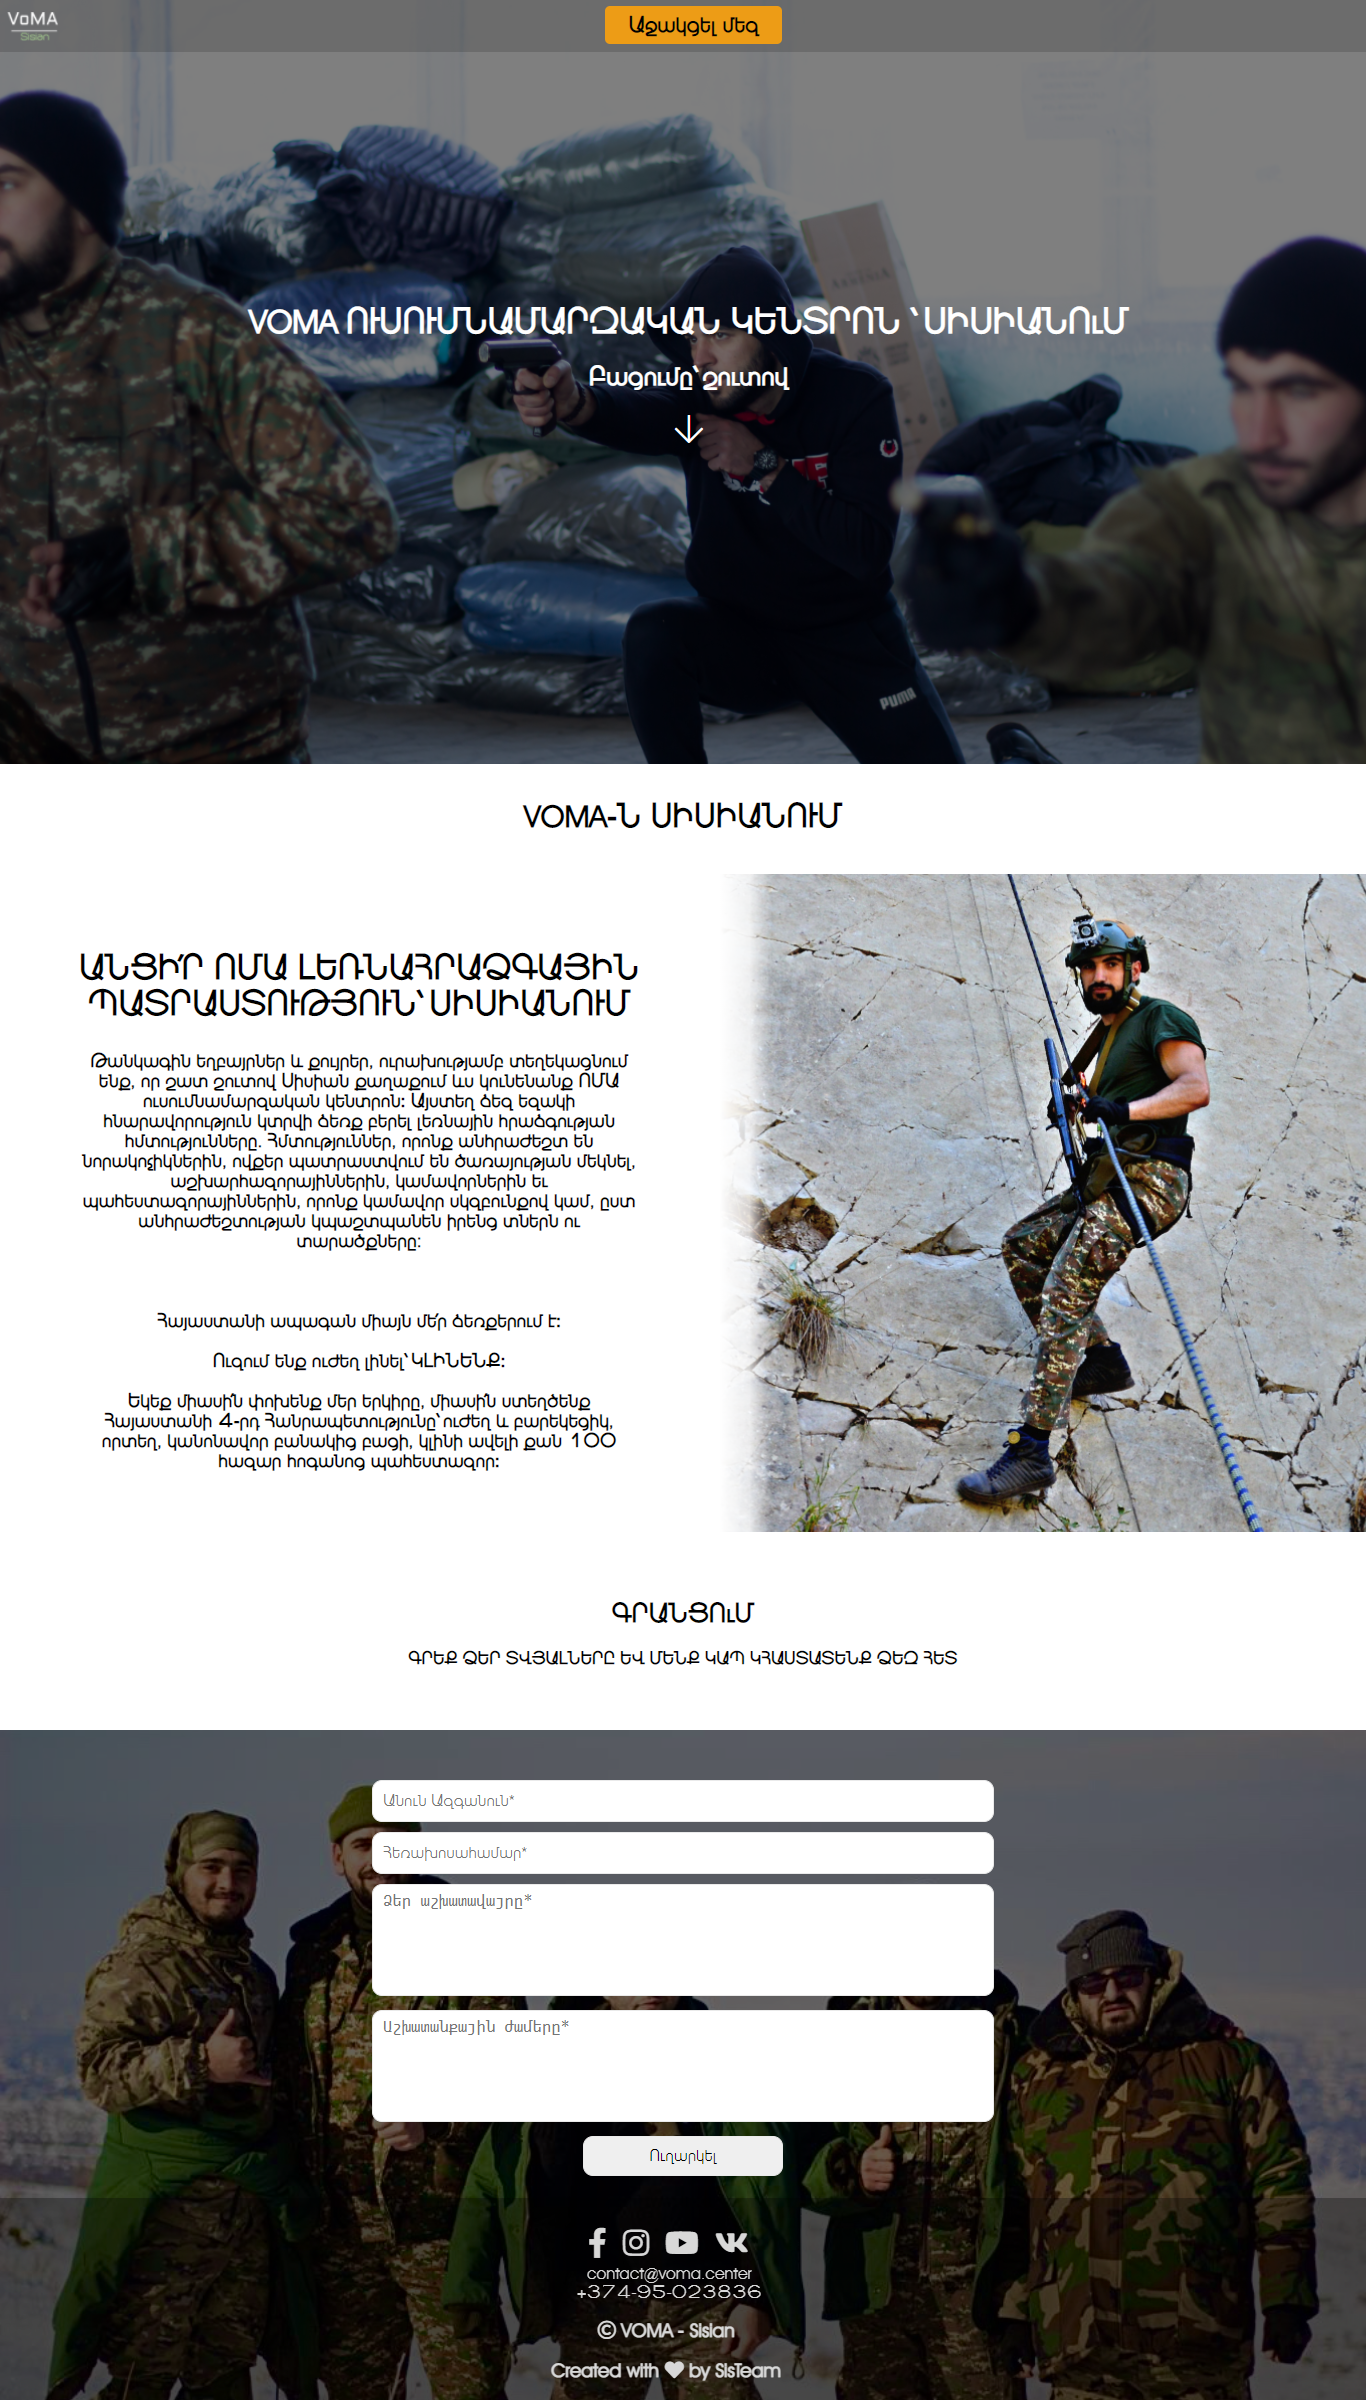 VoMA
Sisian
Աջակցել մեզ
VOMA ՈՒՍՈՒՄՆԱՄԱՐԶԱԿԱՆ ԿԵՆՏՐՈՆ ՝ ՍԻՍԻԱՆՈւՄ
Բացումը՝ շուտով
PUMA
VOMA-Ն ՍԻՍԻԱՆՈՒՄ
ԱՆՑԻ՛Ր ՈՄԱ ԼԵՌՆԱՀՐԱՁԳԱՅԻՆ
ՊԱՏՐԱՍՏՈՒԹՅՈՒՆ՝ ՍԻՍԻԱՆՈՒՄ
Թանկագին եղբայրներ և քույրեր, ուրախությամբ տեղեկացնում
ենք, որ շատ շուտով Սիսիան քաղաքում ևս կունենանք ՈՄԱ
ուսումնամարզական կենտրոն: Այստեղ ձեզ եզակի
հնարավորություն կտրվի ձեռք բերել լեռնային հրաձգության
հմտությունները. Հմտություններ, որոնք անհրաժեշտ են
նորակոչիկներին, ովքեր պատրաստվում են ծառայության մեկնել,
աշխարհազորայիններին, կամավորներին եւ
պահեստազորայիններին, որոնք կամավոր սկզբունքով կամ, ըստ
անհրաժեշտության կպաշտպանեն իրենց տներն ու
տարածքները:
Հայաստանի ապագան միայն մե՛ր ձեռքերում է:
Ուզում ենք ուժեղ լինել՝ ԿԼԻՆԵՆՔ:
Եկեք միասի՛ն փոխենք մեր երկիրը, միասի՛ն ստեղծենք
Հայաստանի 4-րդ Հանրապետությունը՝ ուժեղ և բարեկեցիկ,
որտեղ, կանոնավոր բանակից բացի, կլինի ավելի քան 100
հազար հոգանոց պահեստազոր:
ԳՐԱՆՑՈւՄ
ԳՐԵՔ ՁԵՐ ՏՎՅԱԼՆԵՐԸ ԵՎ ՄԵՆՔ ԿԱՊ ԿՀԱՍՏԱՏԵՆՔ ՁԵԶ ՀԵՏ
Անուն Ազգանուն*
Հեռախոսահամար*
Ձեր աշխատավայրը*
Աշխատանքային ժամերը*
Ուղարկել
contact@voma.center
+374-95-023836
© VOMA - Sisian
Created with ♥ by SisTeam